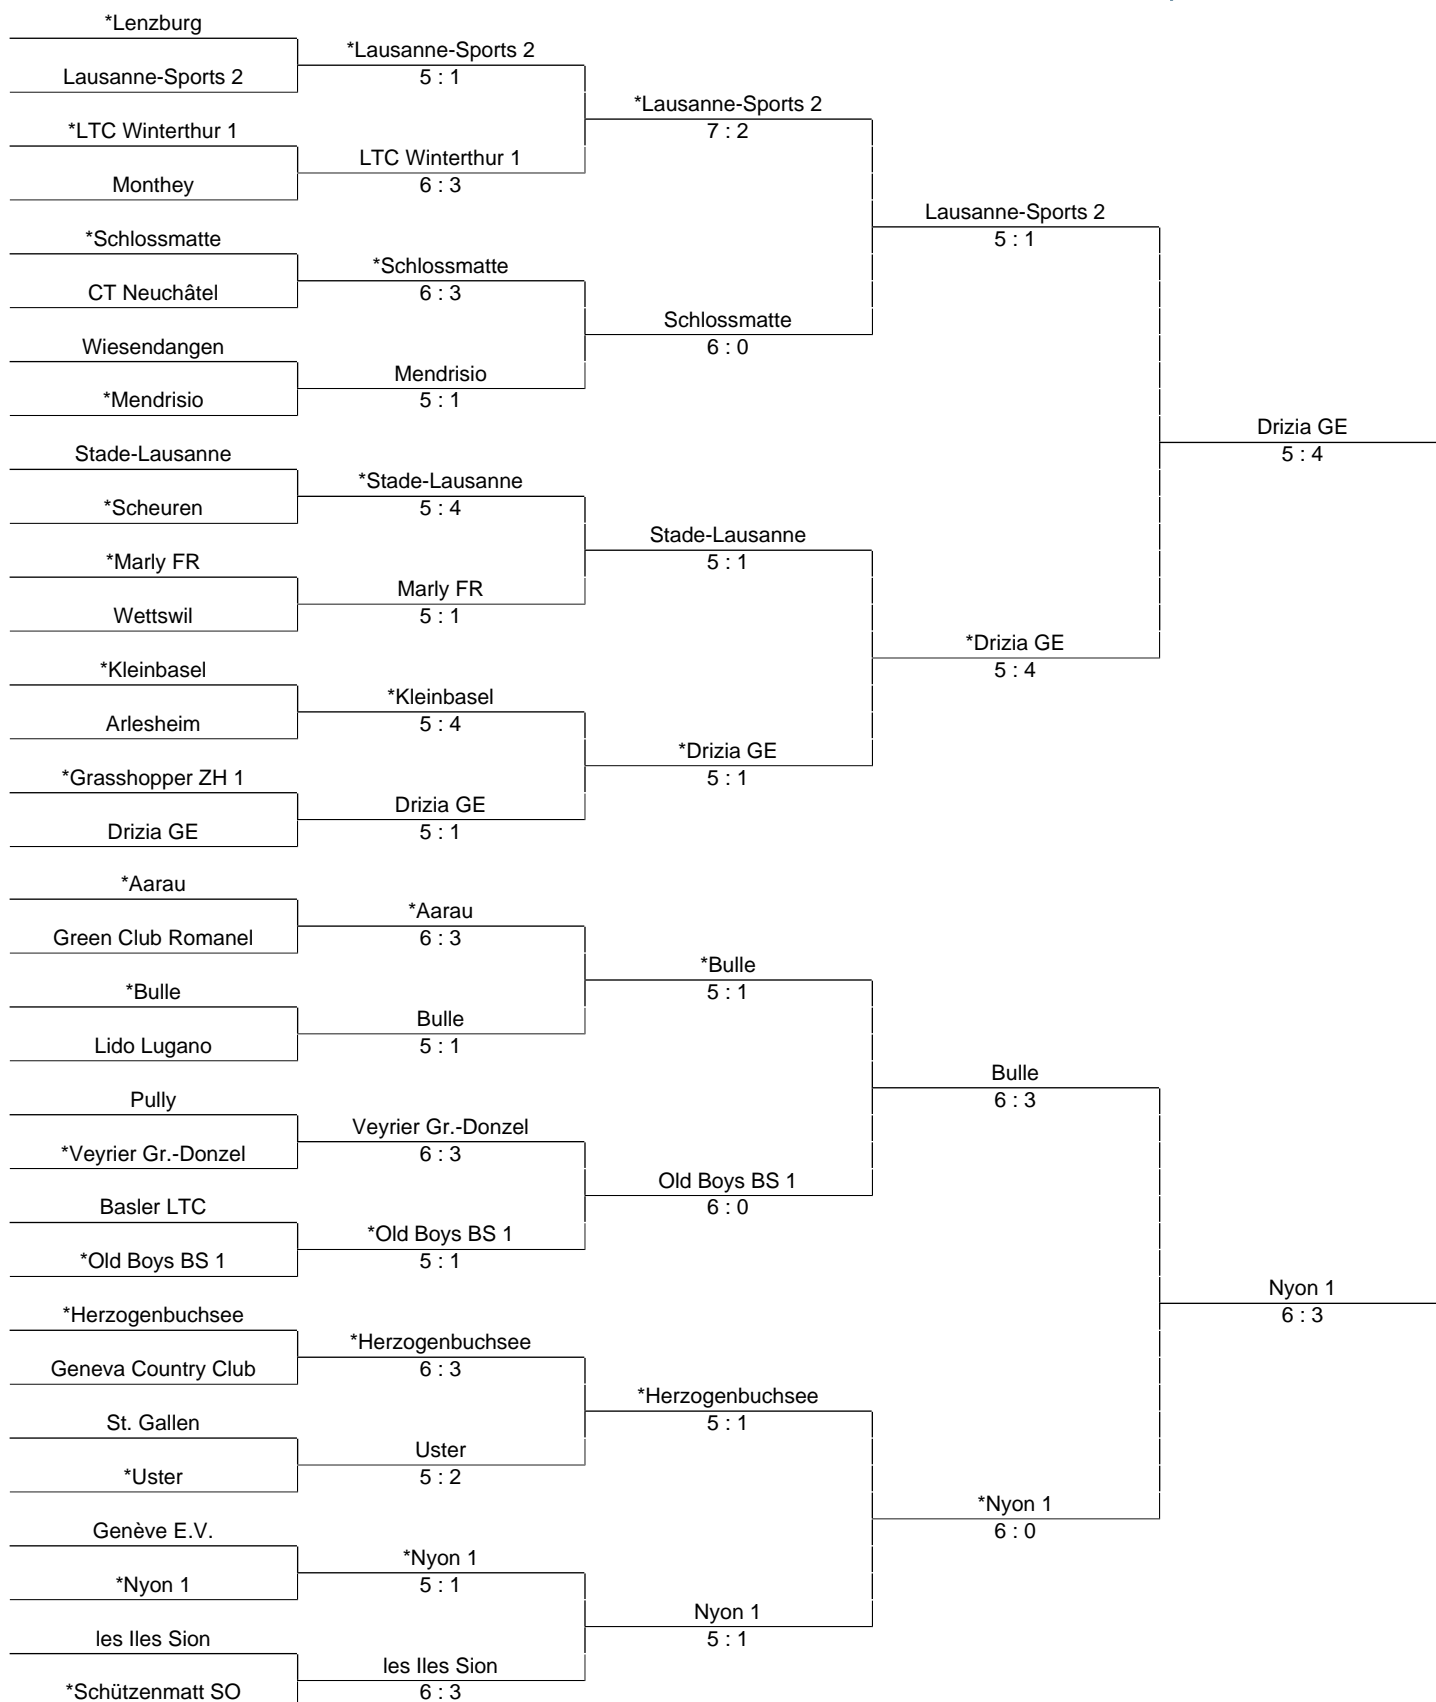 *Lenzburg
Lausanne-Sports 2
*LTC Winterthur 1
Monthey
*Schlossmatte
CT Neuchâtel
Wiesendangen
*Mendrisio
Stade-Lausanne
*Scheuren
*Marly FR
Wettswil
*Kleinbasel
Arlesheim
*Grasshopper ZH 1
Drizia GE
*Aarau
Green Club Romanel
*Bulle
Lido Lugano
Pully
*Veyrier Gr.-Donzel
Basler LTC
*Old Boys BS 1
*Herzogenbuchsee
Geneva Country Club
St. Gallen
*Uster
Genève E.V.
*Nyon 1
les Iles Sion
*Schützenmatt SO
*Lausanne-Sports 2
5 : 1
LTC Winterthur 1
6 : 3
*Schlossmatte
6 : 3
Mendrisio
5 : 1
*Stade-Lausanne
5 : 4
Marly FR
5 : 1
*Kleinbasel
5 : 4
Drizia GE
5 : 1
*Aarau
6 : 3
Bulle
5 : 1
Veyrier Gr.-Donzel
6 : 3
*Old Boys BS 1
5 : 1
*Herzogenbuchsee
6 : 3
Uster
5 : 2
*Nyon 1
5 : 1
les Iles Sion
6 : 3
*Lausanne-Sports 2
7 : 2
Schlossmatte
6 : 0
Stade-Lausanne
5 : 1
*Drizia GE
5 : 1
*Bulle
5 : 1
Old Boys BS 1
6 : 0
*Herzogenbuchsee
5 : 1
Nyon 1
5 : 1
Lausanne-Sports 2
5 : 1
*Drizia GE
5 : 4
Bulle
6 : 3
*Nyon 1
6 : 0
Drizia GE
5 : 4
Nyon 1
6 : 3